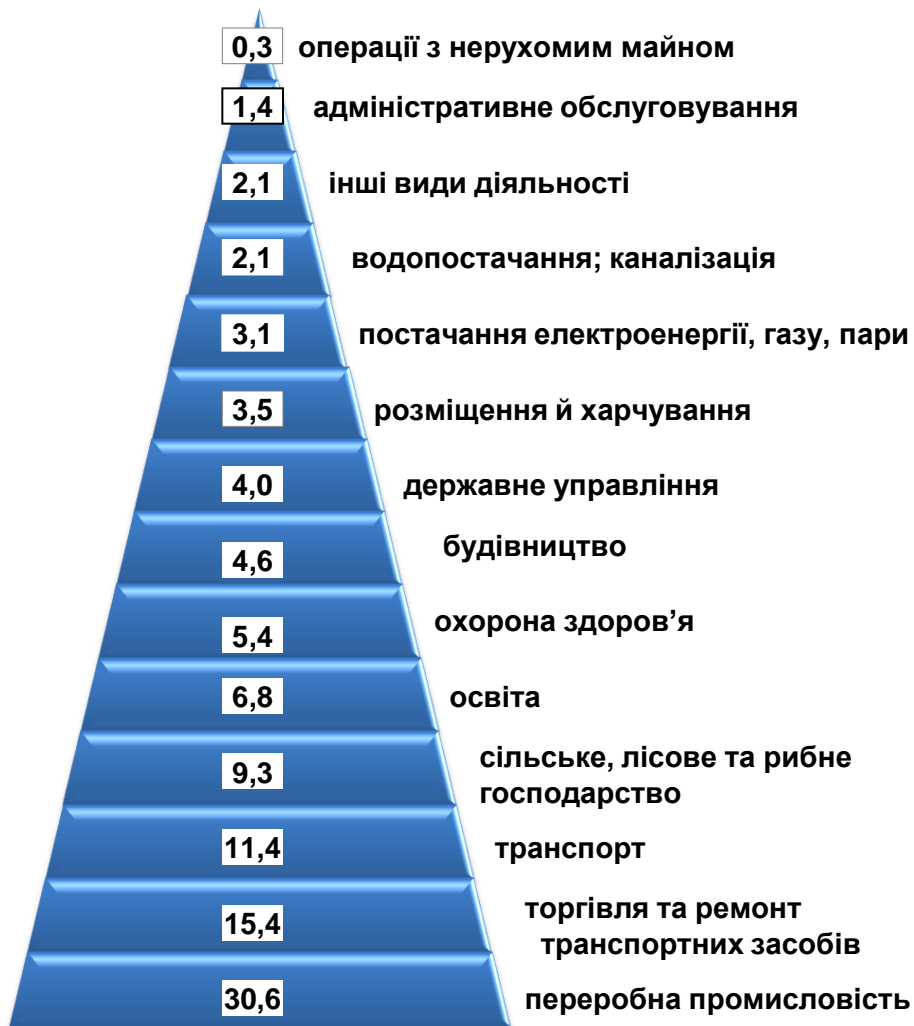 0,3 операції з нерухомим майном
1,4 адміністративне обслуговування
2,1 інші види діяльності
2,1 водопостачання; каналізація
3,1 постачання електроенергії, газу, пари
3,5 розміщення й харчування
4,0 державне управління
4,6 будівництво
5,4 охорона здоров’я
6,8 освіта
9,3 сільське, лісове та рибне
господарство
11,4 транспорт
15,4 торгівля та ремонт
транспортних засобів
30,6 переробна промисловість